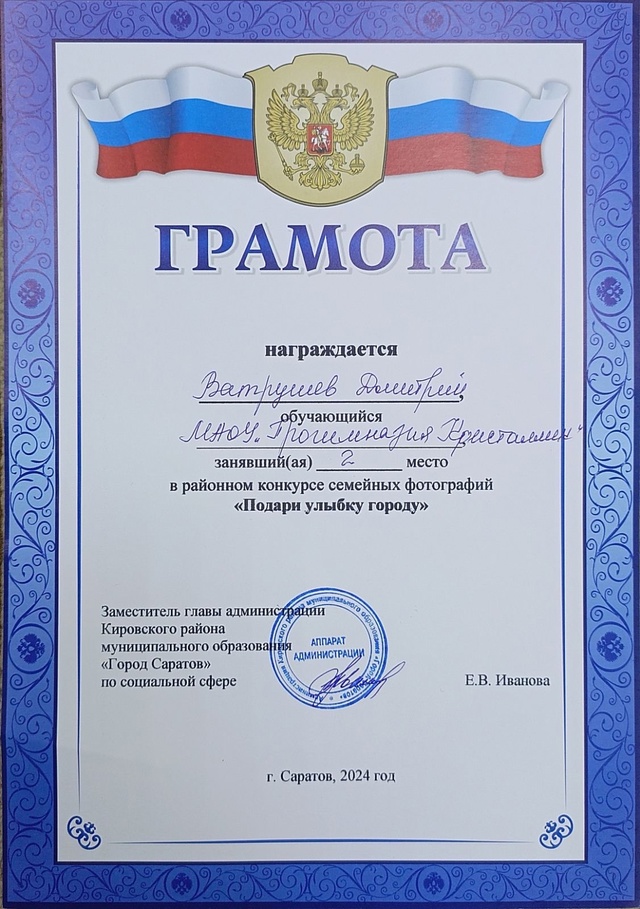 ГРАМОТА
награждается
Ватрушев Дмитрий,
обучающийся
МАОУ "Прогимназия Кристаллик"
занявший(ая) 2 место
в районном конкурсе семейных фотографий
«Подари улыбку городу»
Заместитель главы администрации
Кировского района
муниципального образования
«Город Саратов»
по социальной сфере
АППАРАТ
АДМИНИСТРАЦИИ
Е.В. Иванова
г. Саратов, 2024 год